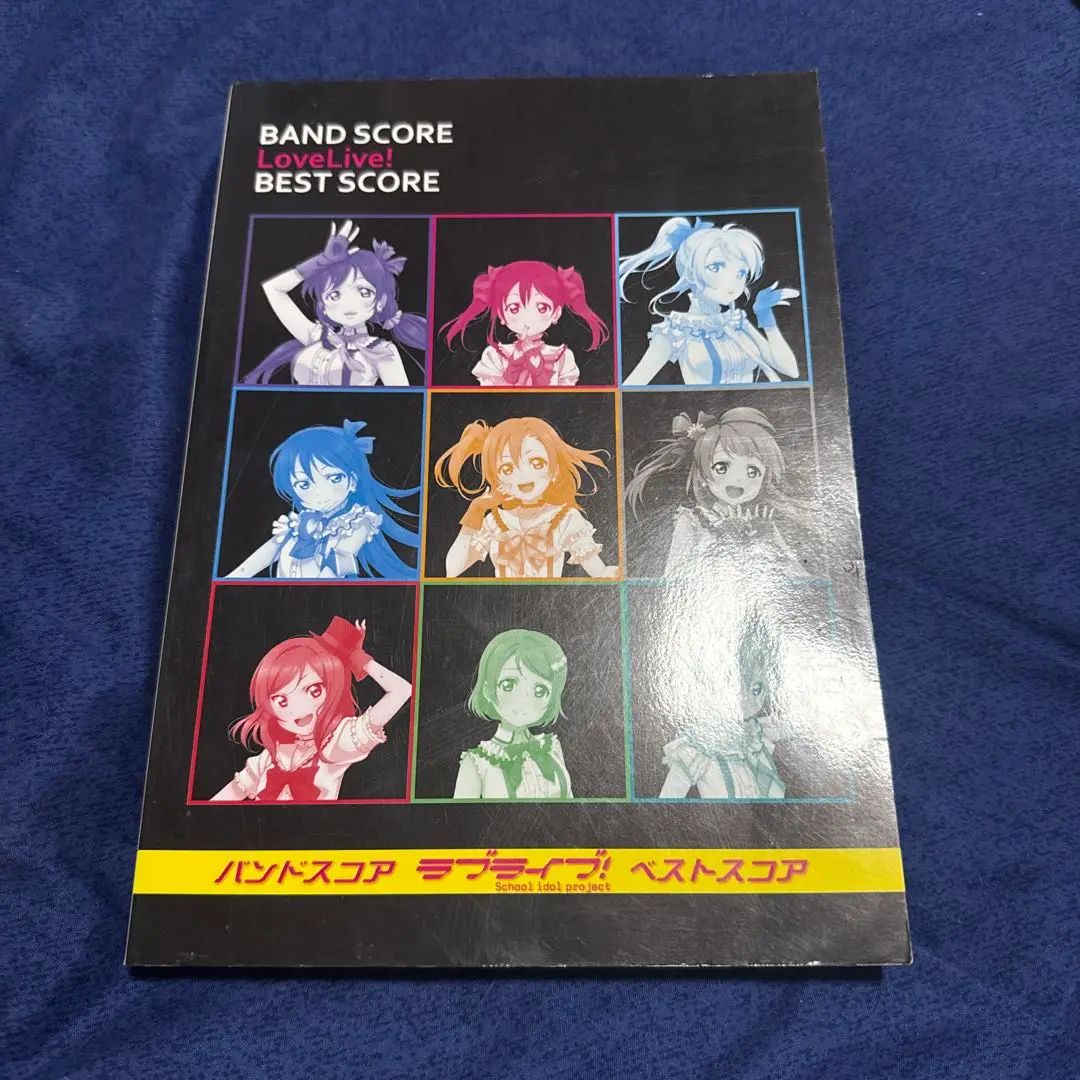 BAND SCORE
LoveLive!
BEST SCORE
バンドスコア ラブライブ! ベストスコア
School idol project